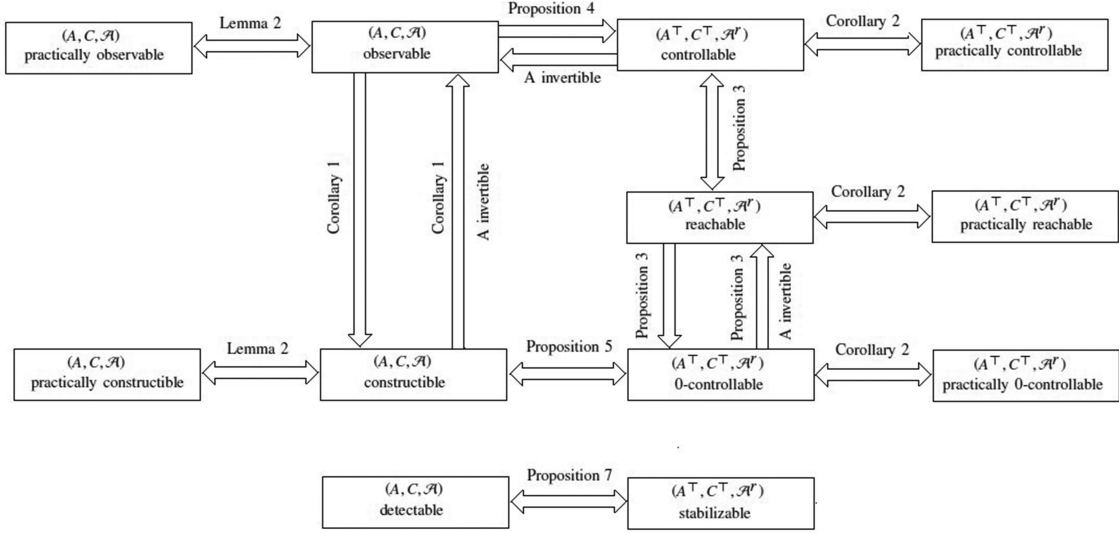 Proposition 4
Lemma 2
Corollary 2
(A, C, 𝒜)
practically observable
(A, C, 𝒜)
observable
(A⊤, C⊤, 𝒜ʳ)
controllable
(A⊤, C⊤, 𝒜ʳ)
practically controllable
A invertible
Proposition 3
Corollary 1
Corollary 1
A invertible
Corollary 2
(A⊤, C⊤, 𝒜ʳ)
reachable
(A⊤, C⊤, 𝒜ʳ)
practically reachable
Proposition 3
Proposition 3
A invertible
Lemma 2
Proposition 5
Corollary 2
(A, C, 𝒜)
practically constructible
(A, C, 𝒜)
constructible
(A⊤, C⊤, 𝒜ʳ)
0-controllable
(A⊤, C⊤, 𝒜ʳ)
practically 0-controllable
Proposition 7
(A, C, 𝒜)
detectable
(A⊤, C⊤, 𝒜ʳ)
stabilizable